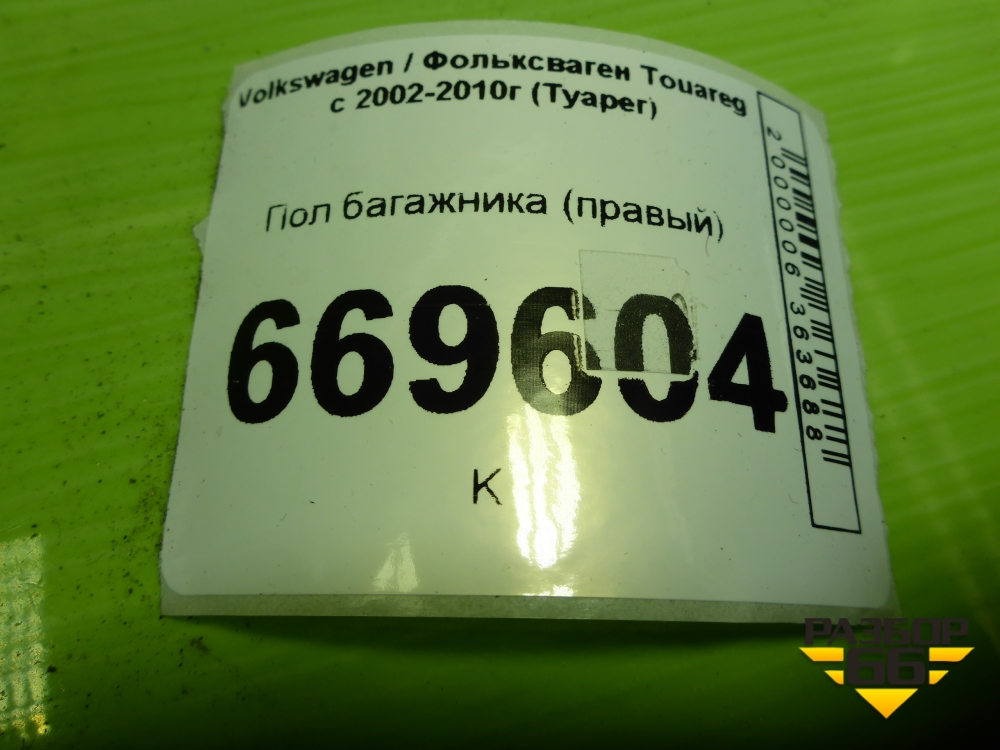 Volkswagen / Фольксваген Touareg
с 2002-2010г (Туарег)
Пол багажника (правый)
669604
К
2000006363688
РАЗБОР
66